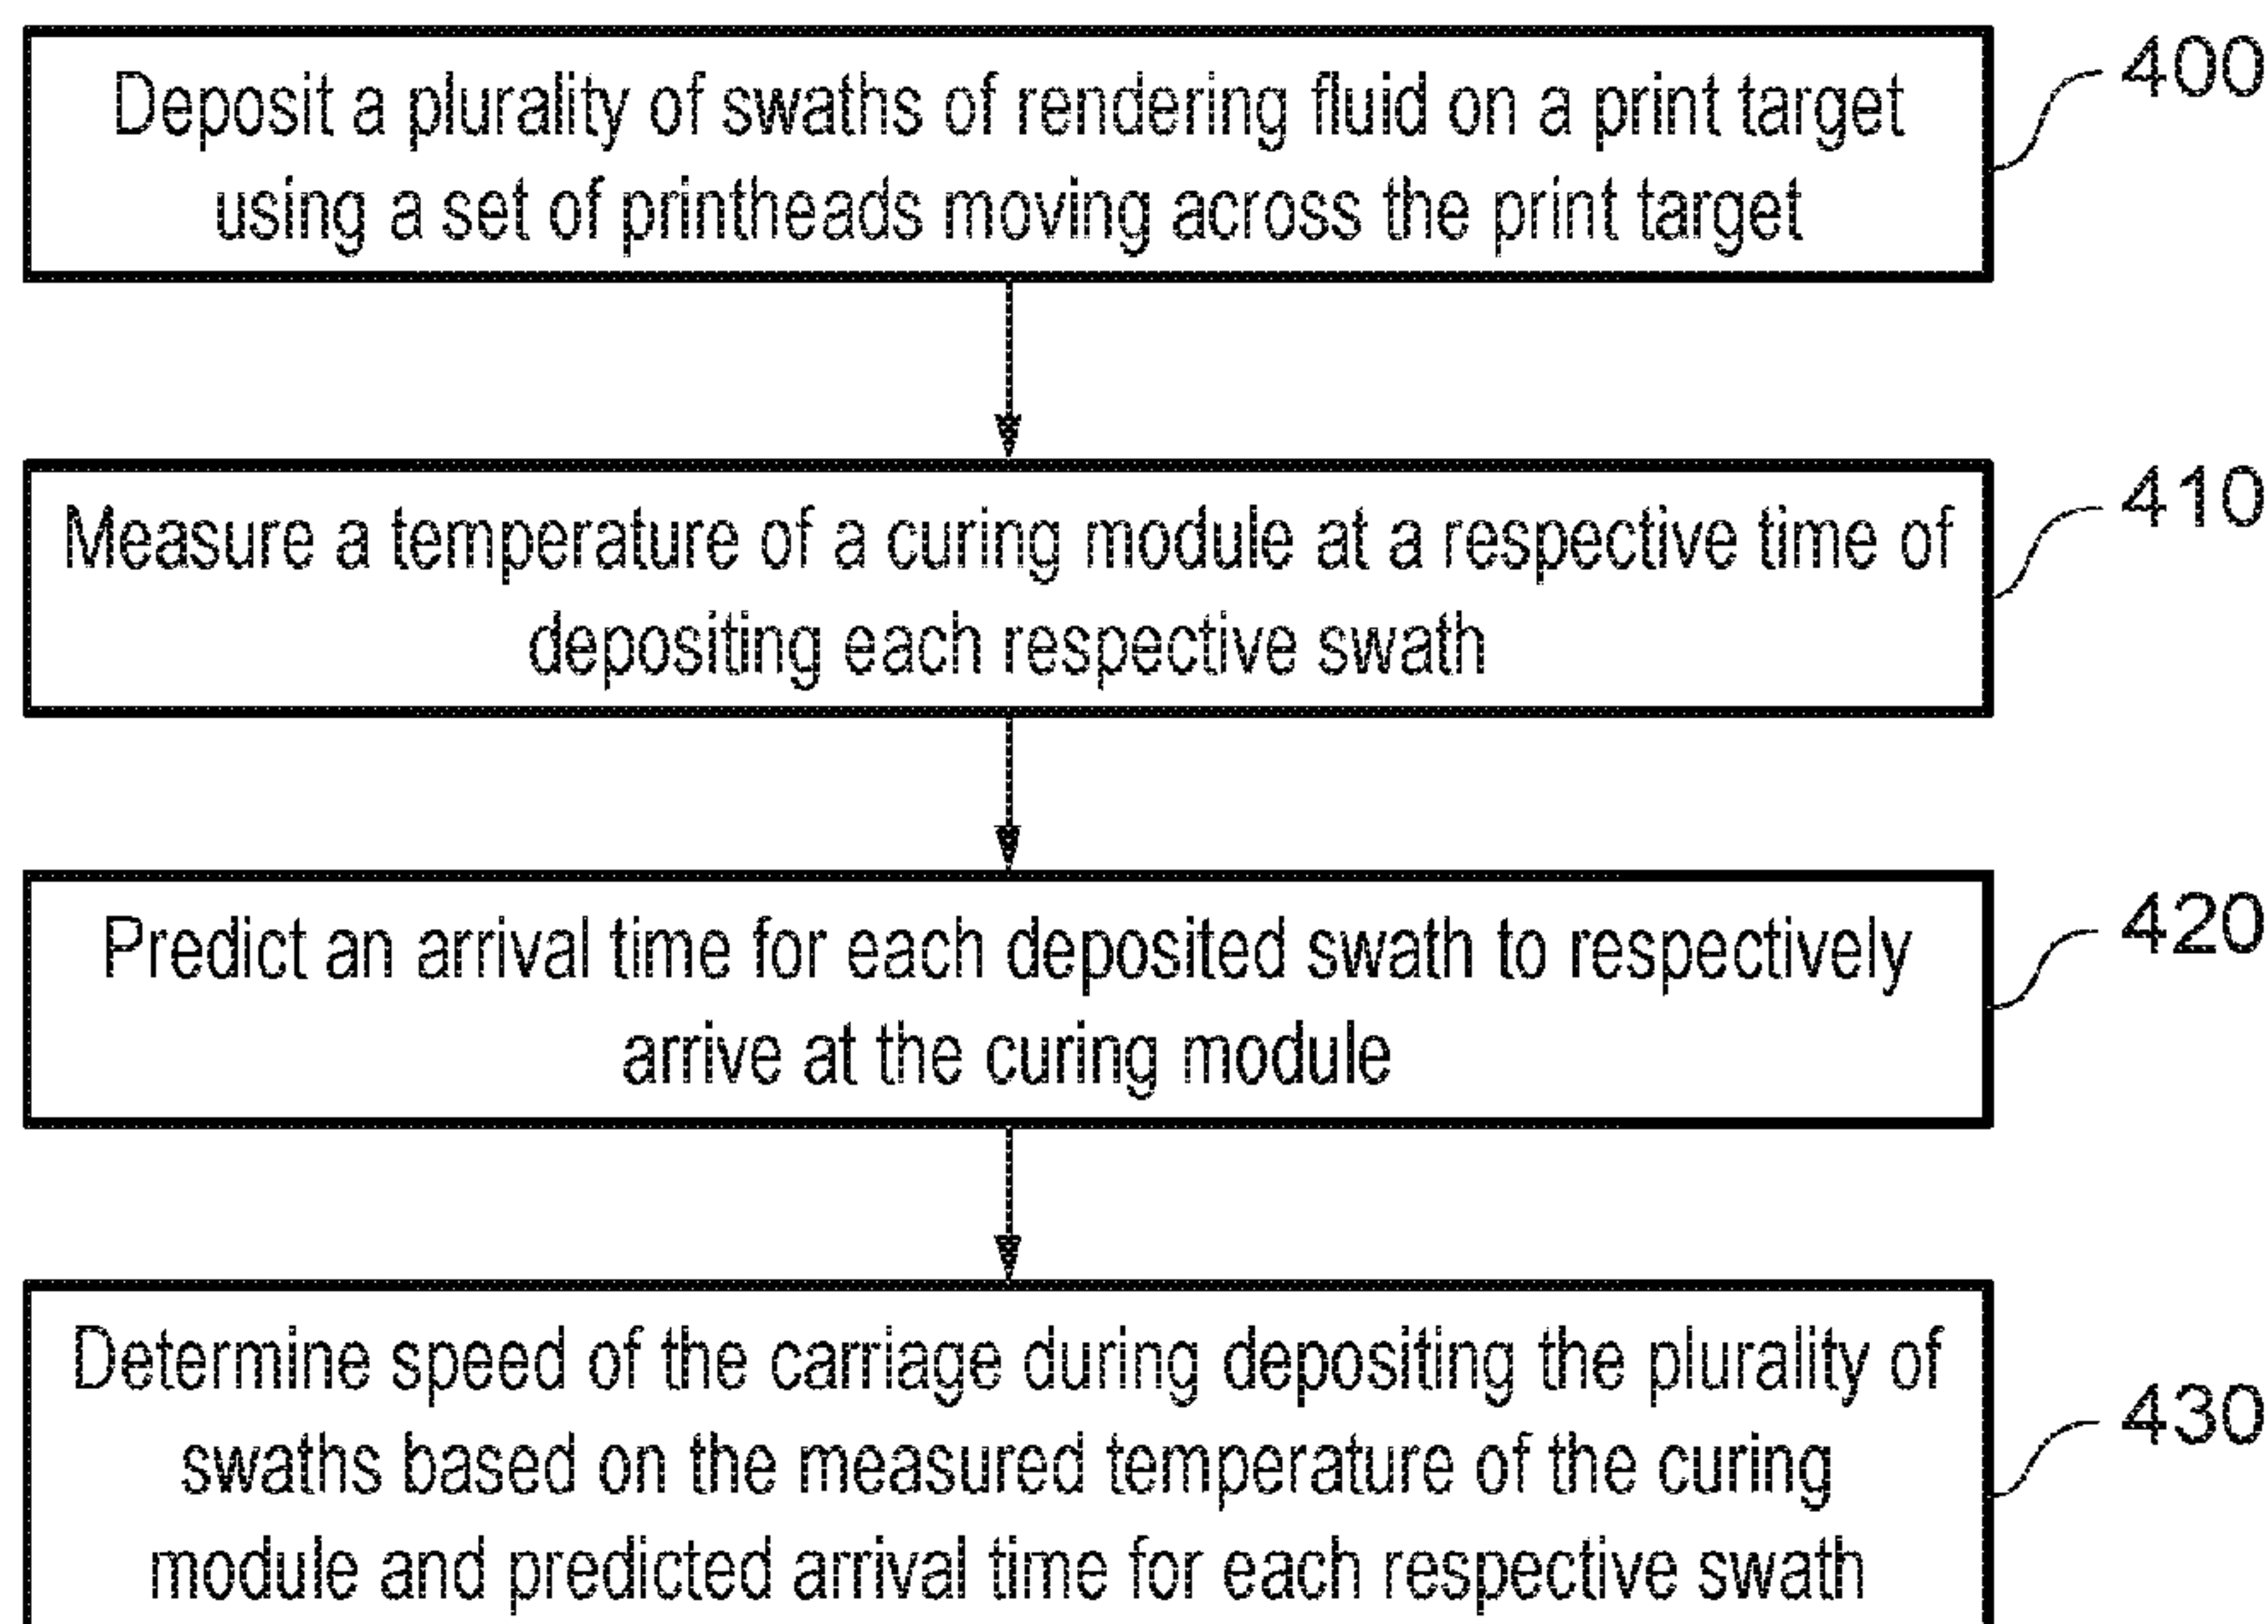 Deposit a plurality of swaths of rendering fluid on a print target
using a set of printheads moving across the print target
400
Measure a temperature of a curing module at a respective time of
depositing each respective swath
410
Predict an arrival time for each deposited swath to respectively
arrive at the curing module
420
Determine speed of the carriage during depositing the plurality of
swaths based on the measured temperature of the curing
module and predicted arrival time for each respective swath
430